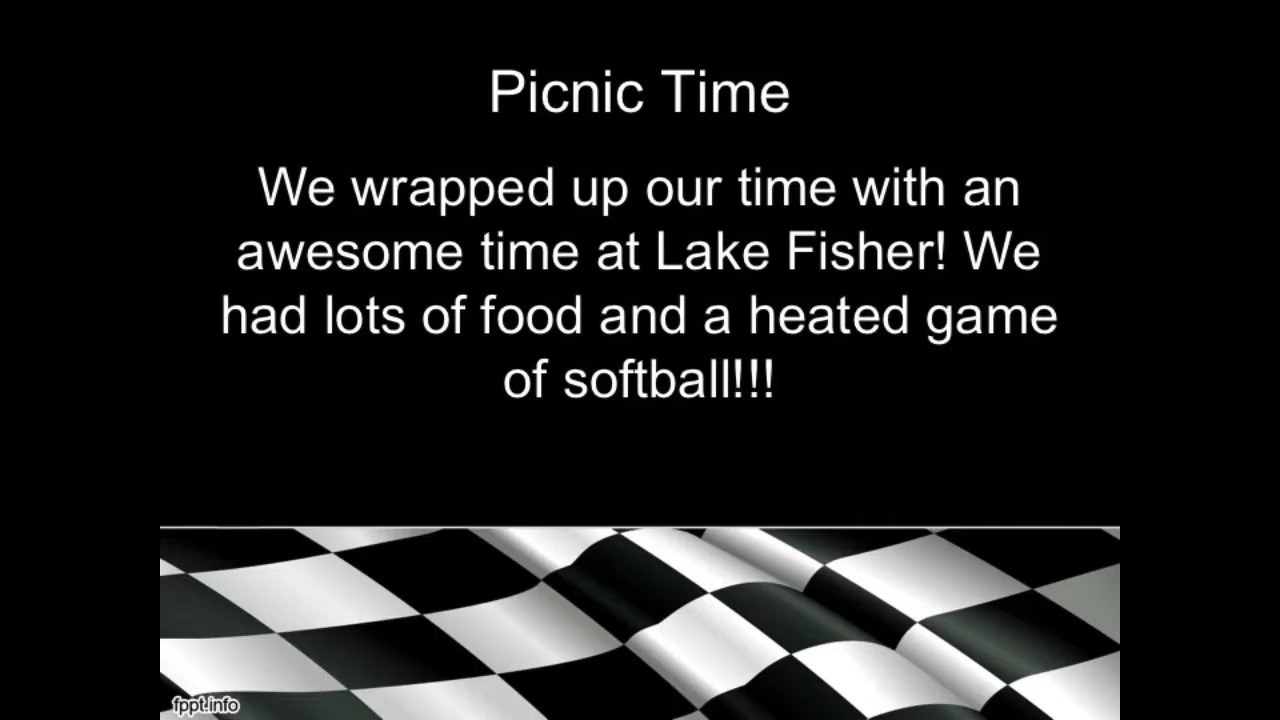 Picnic Time
We wrapped up our time with an
awesome time at Lake Fisher! We
had lots of food and a heated game
of softball!!!
fppt.info